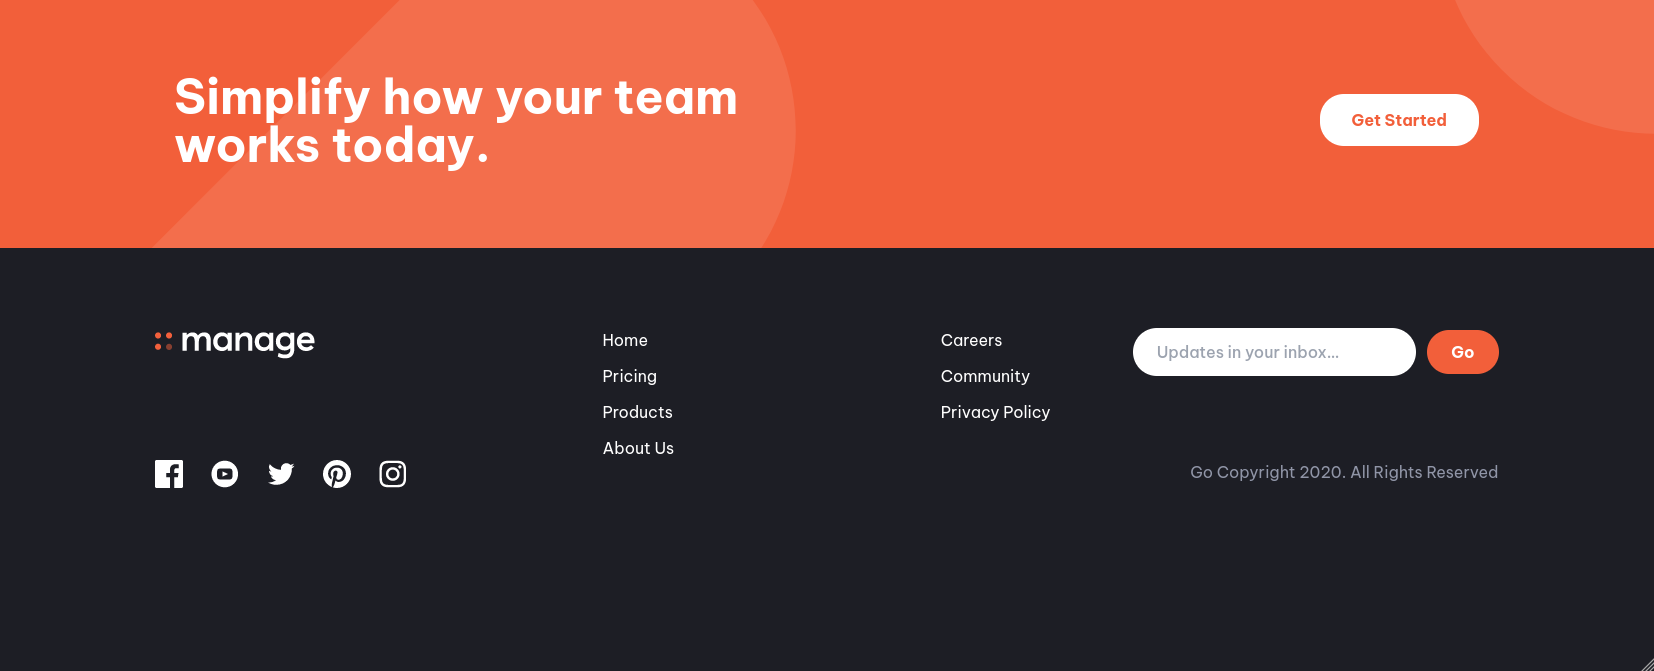 Simplify how your team
works today.
Get Started
manage
Home
Pricing
Products
About Us
Careers
Community
Privacy Policy
Updates in your inbox...
Go
Go Copyright 2020. All Rights Reserved